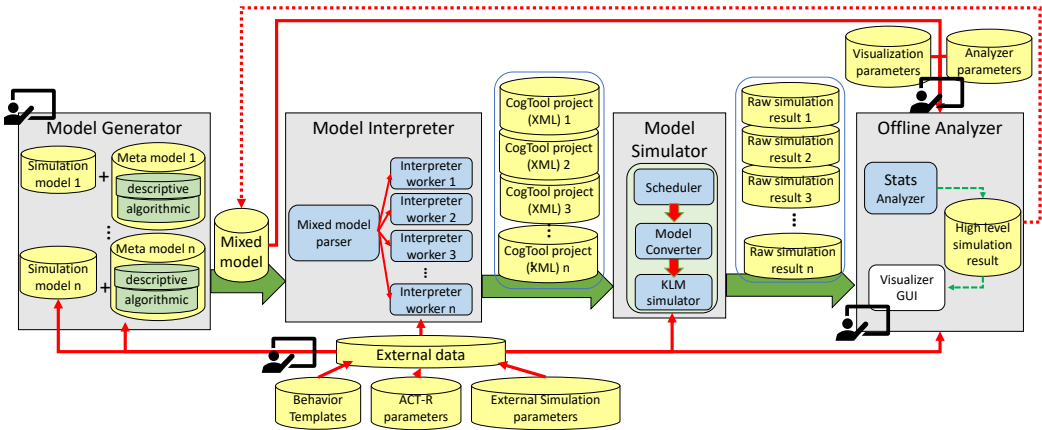 Visualization
parameters
Analyzer
parameters
Model Generator
Simulation
model 1
+
Meta model 1
descriptive
algorithmic
...
Simulation
model n
+
Meta model n
descriptive
algorithmic
Mixed
model
Model Interpreter
Mixed model
parser
Interpreter
worker 1
Interpreter
worker 2
Interpreter
worker 3
...
Interpreter
worker n
CogTool project
(XML) 1
CogTool project
(XML) 2
CogTool project
(XML) 3
...
CogTool project
(XML) n
Model
Simulator
Scheduler
Model
Converter
KLM
simulator
Raw simulation
result 1
Raw simulation
result 2
Raw simulation
result 3
...
Raw simulation
result n
Offline Analyzer
Stats
Analyzer
High level
simulation
result
Visualizer
GUI
External data
Behavior
Templates
ACT-R
parameters
External Simulation
parameters